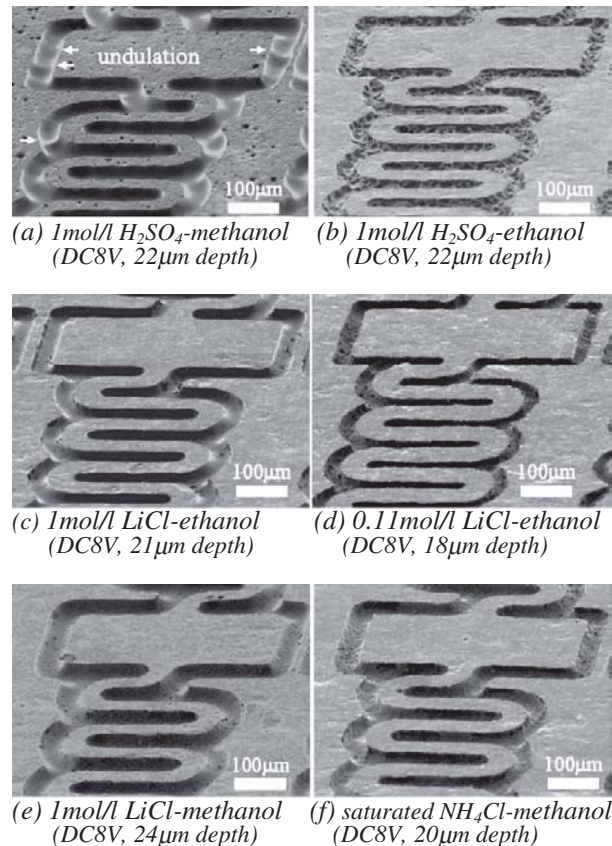 undulation
100μm
100μm
(a) 1mol/l H₂SO₄-methanol
(DC8V, 22μm depth)
(b) 1mol/l H₂SO₄-ethanol
(DC8V, 22μm depth)
100μm
100μm
(c) 1mol/l LiCl-ethanol
(DC8V, 21μm depth)
(d) 0.11mol/l LiCl-ethanol
(DC8V, 18μm depth)
100μm
100μm
(e) 1mol/l LiCl-methanol
(DC8V, 24μm depth)
(f) saturated NH₄Cl-methanol
(DC8V, 20μm depth)